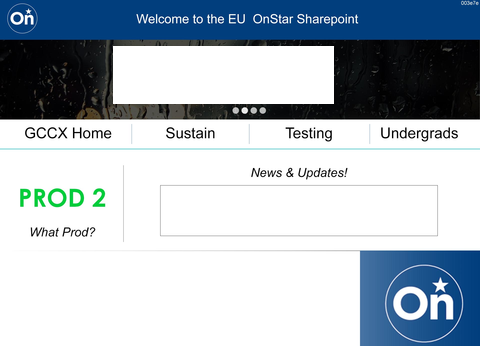 003e7e
On
Welcome to the EU OnStar Sharepoint
GCCX Home
Sustain
Testing
Undergrads
News & Updates!
PROD 2
What Prod?
On